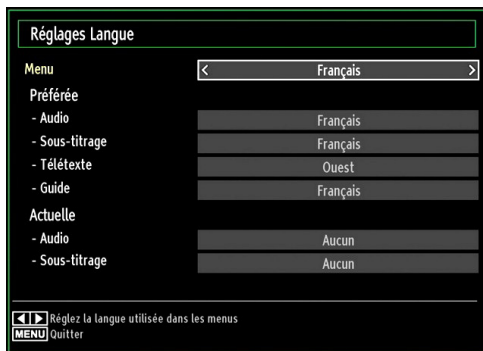 Réglages Langue
Menu < Français >
Préférée
- Audio Français
- Sous-titrage Français
- Télétexte Ouest
- Guide Français
Actuelle
- Audio Aucun
- Sous-titrage Aucun
Réglez la langue utilisée dans les menus
MENU Quitter